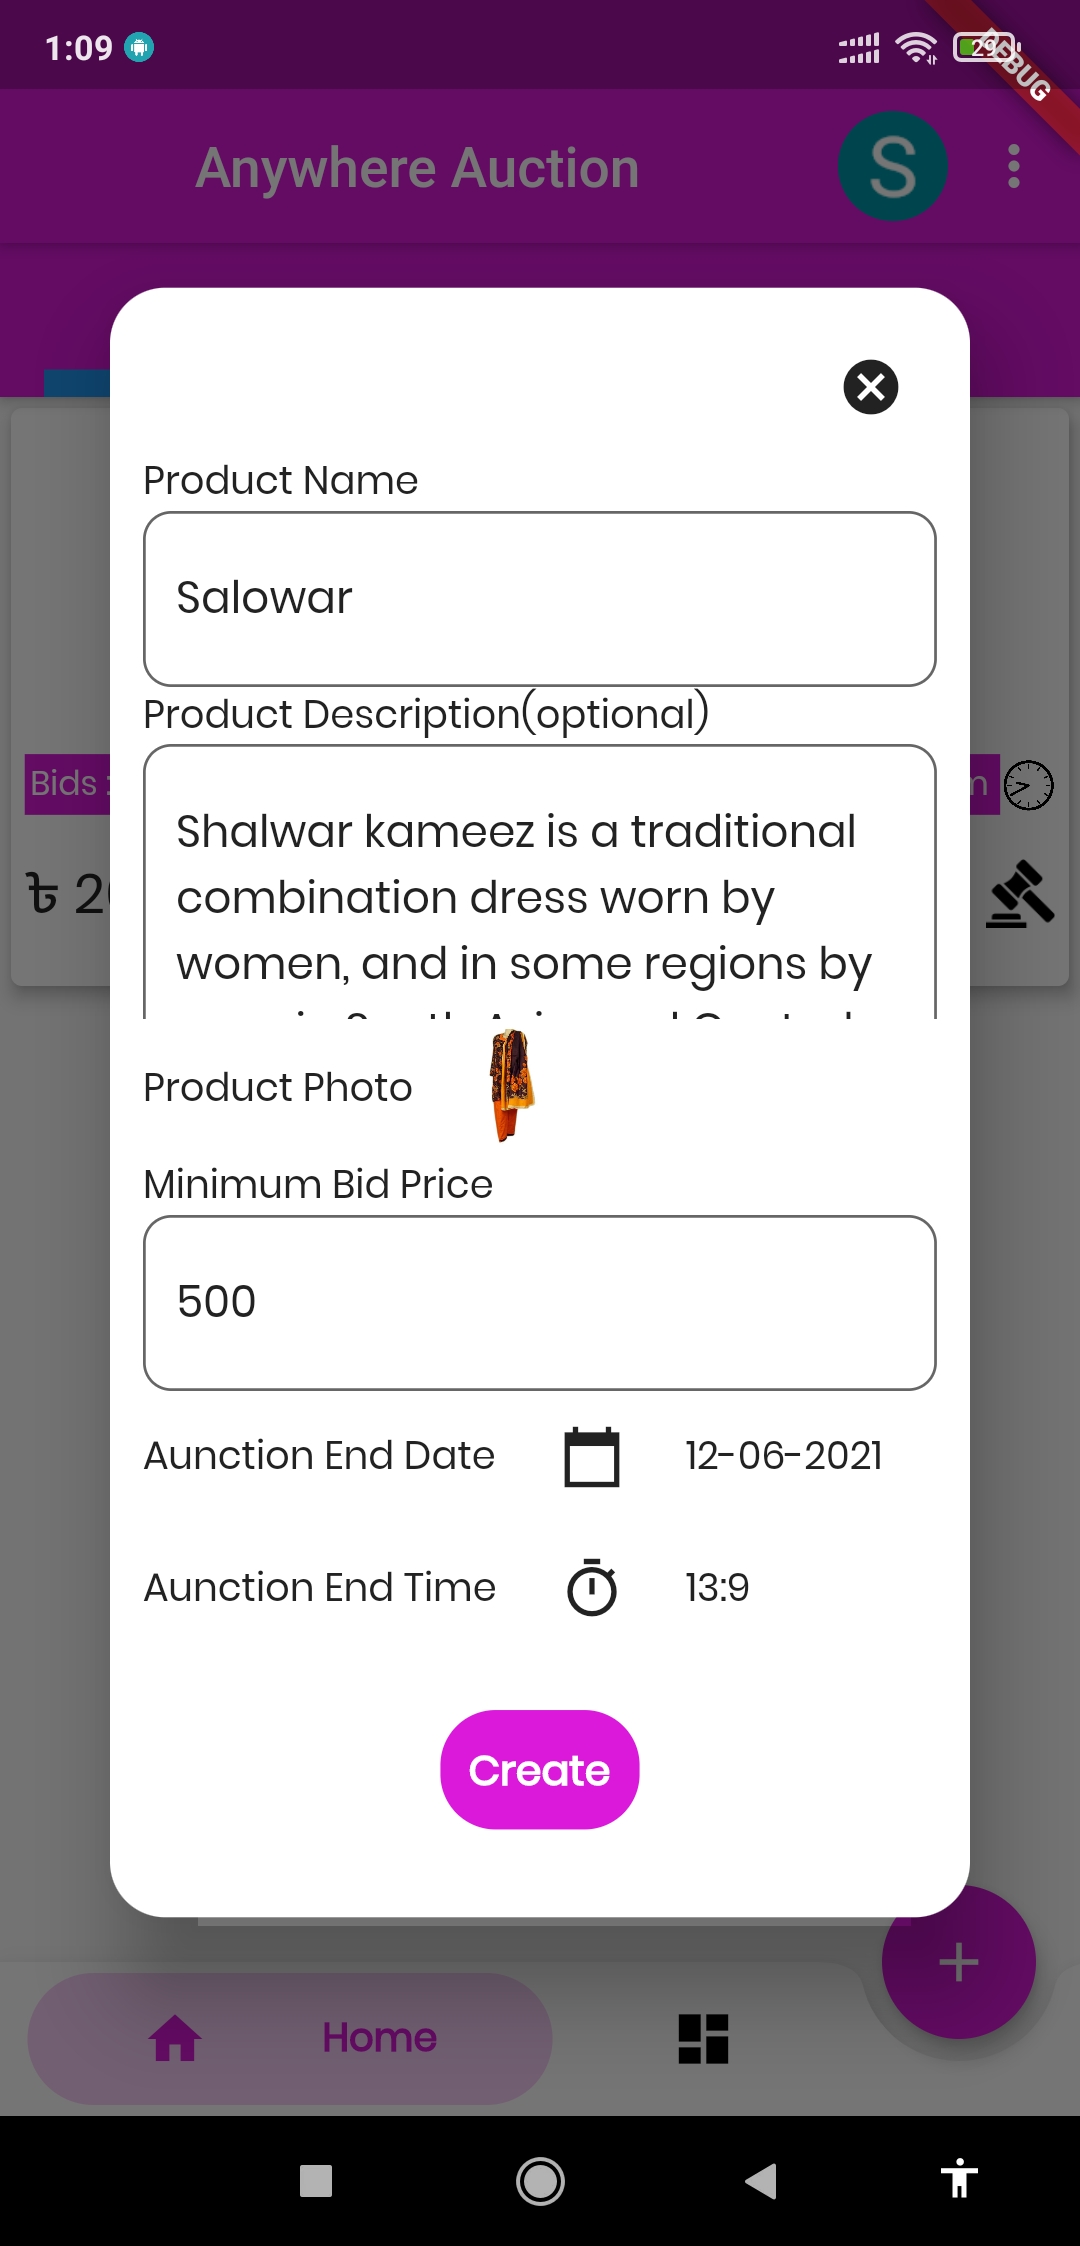 1:09
29
DEBUG
Anywhere Auction
S
Product Name
Salowar
Product Description(optional)
Bids :
Shalwar kameez is a traditional
combination dress worn by
women, and in some regions by
৳ 20
Product Photo
Minimum Bid Price
500
Aunction End Date
12-06-2021
Aunction End Time
13:9
Create
Home